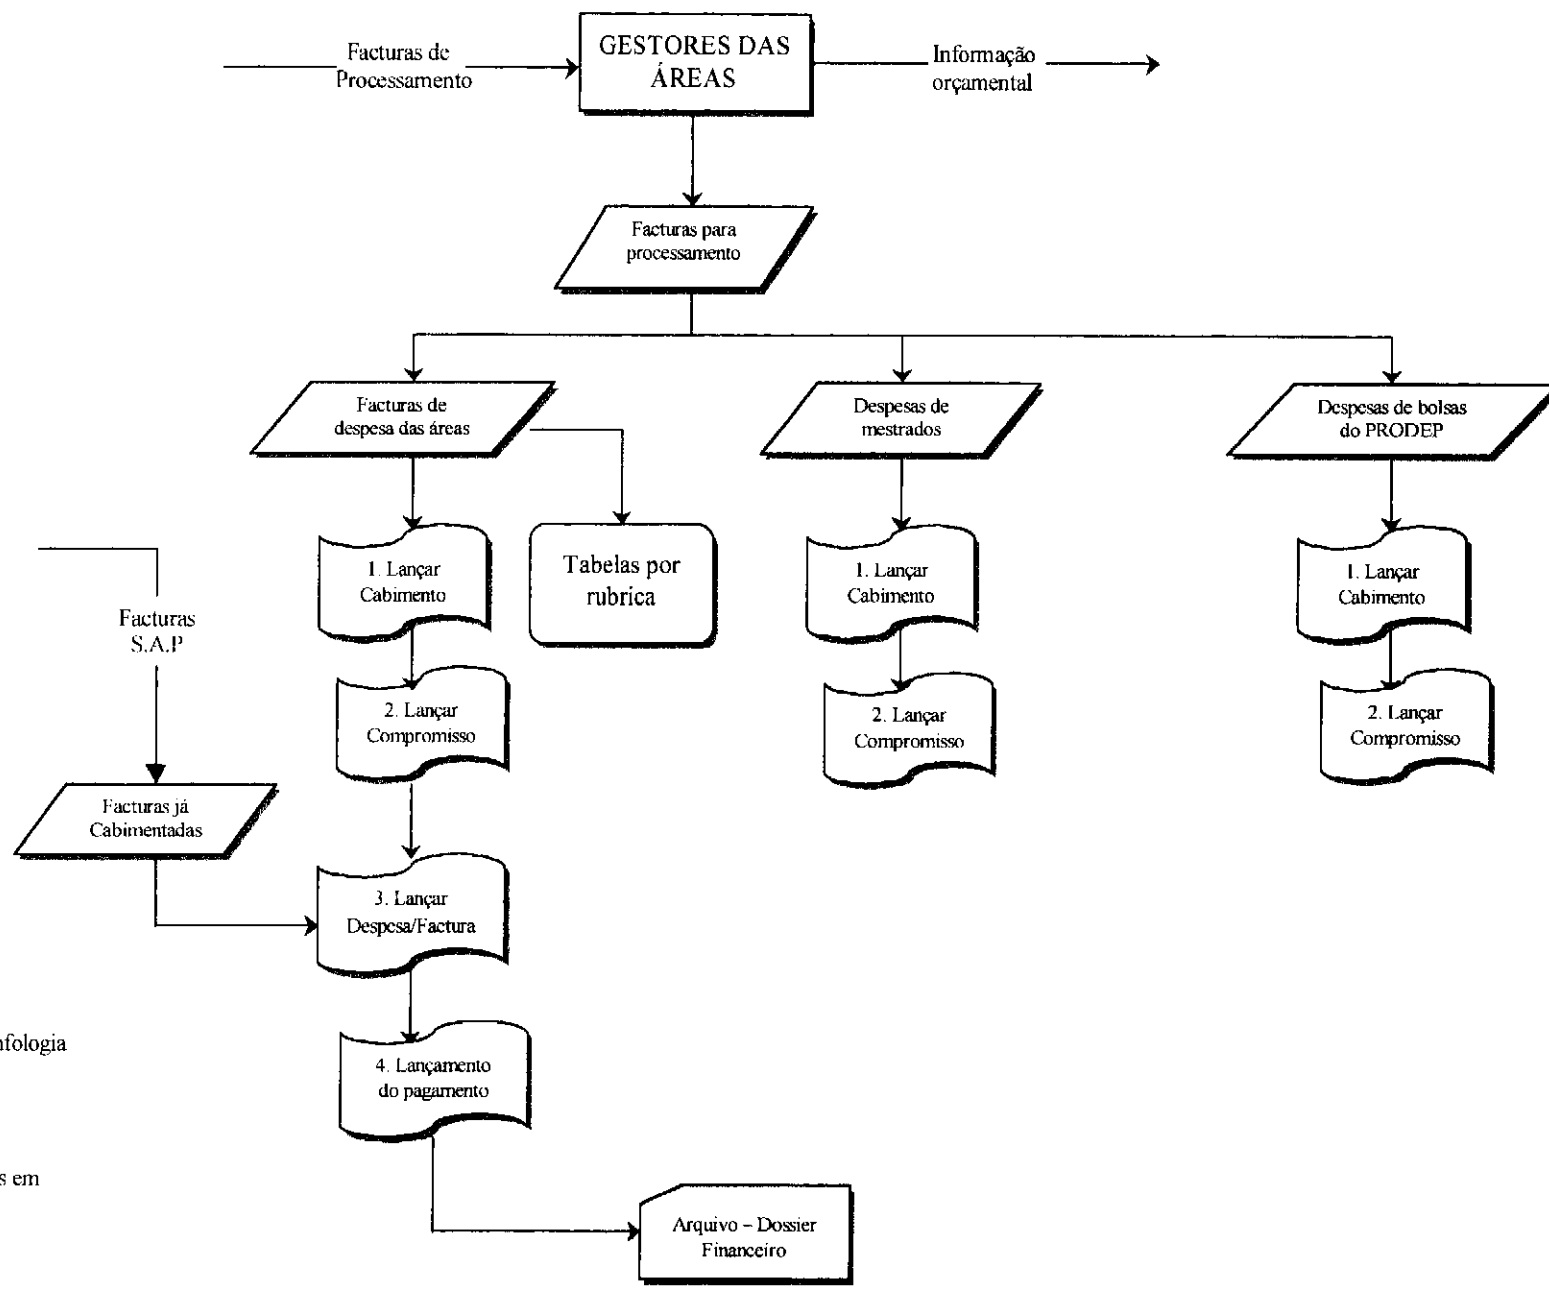 Facturas de
Processamento
GESTORES DAS
ÁREAS
Informação
orçamental
Facturas para
processamento
Facturas de
despesa das áreas
Despesas de
mestrados
Despesas de bolsas
do PRODEP
1. Lançar
Cabimento
Tabelas por
rubrica
1. Lançar
Cabimento
1. Lançar
Cabimento
Facturas
S.A.P
2. Lançar
Compromisso
2. Lançar
Compromisso
2. Lançar
Compromisso
Facturas já
Cabimentadas
3. Lançar
Despesa/Factura
nfologia
4. Lançamento
do pagamento
s em
Arquivo – Dossier
Financeiro